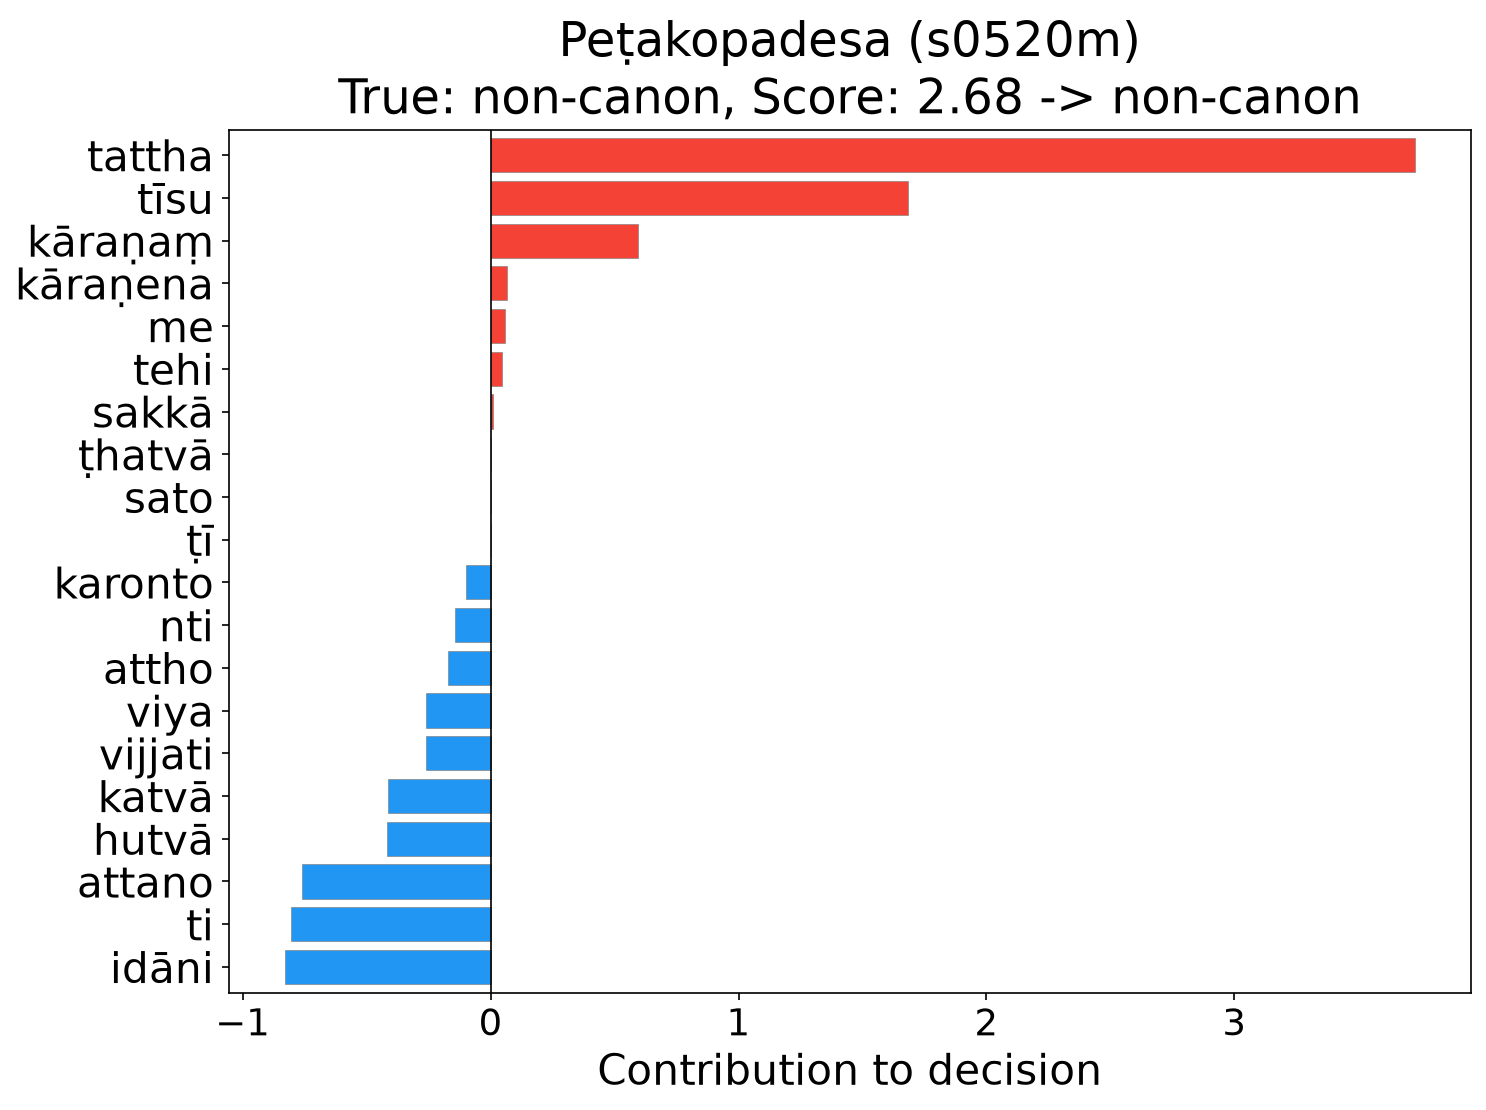 Peṭakopadesa (s0520m)
True: non-canon, Score: 2.68 -> non-canon
tattha
tīsu
kāraṇaṃ
kāraṇena
me
tehi
sakkā
ṭhatvā
sato
ṭī
karonto
nti
attho
viya
vijjati
katvā
hutvā
attano
ti
idāni
−1 0 1 2 3
Contribution to decision